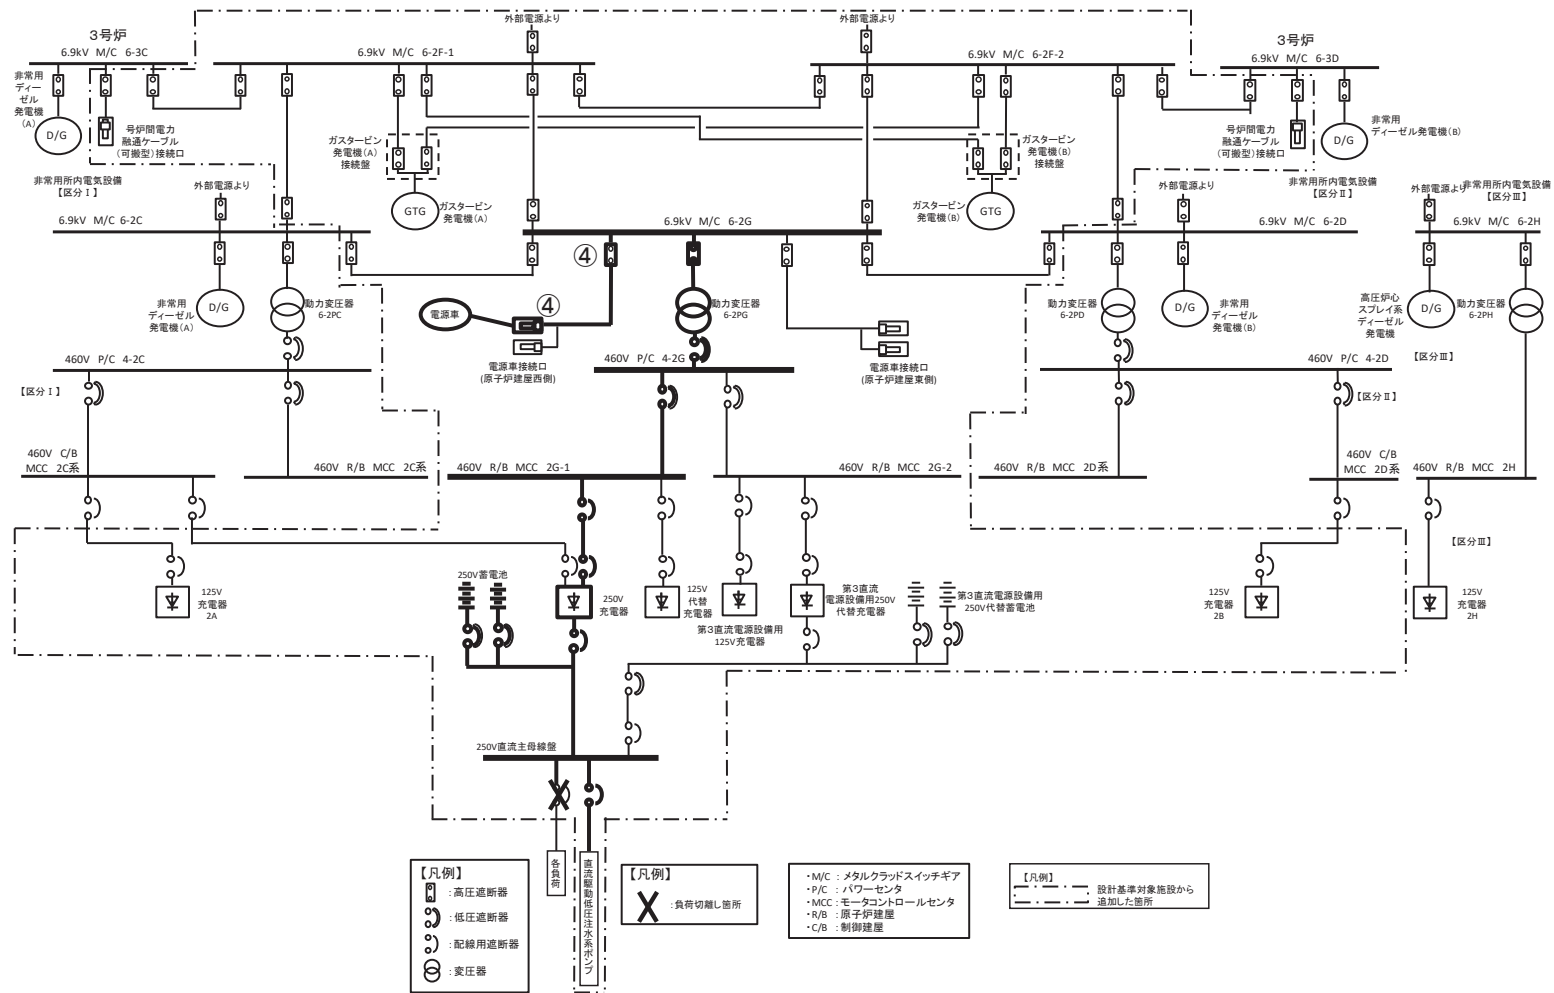 外部電源より
外部電源より
3号炉
6.9kV M/C 6-3C
6.9kV M/C 6-2F-1
6.9kV M/C 6-2F-2
3号炉
6.9kV M/C 6-3D
非常用
ディー
ゼル
発電機
(A)
D/G
号炉間電力
融通ケーブル
(可搬型)接続口
ガスタービン
発電機(A)
接続盤
ガスタービン
発電機(B)
接続盤
号炉間電力
融通ケーブル
(可搬型)接続口
D/G
非常用
ディーゼル発電機(B)
非常用所内電気設備
【区分Ⅰ】
外部電源より
GTG
ガスタービン
発電機(A)
ガスタービン
発電機(B)
GTG
外部電源より
非常用所内電気設備
【区分Ⅱ】
外部電源より
非常用所内電気設備
【区分Ⅲ】
6.9kV M/C 6-2C
6.9kV M/C 6-2G
6.9kV M/C 6-2D
6.9kV M/C 6-2H
④
④
非常用
ディーゼル
発電機(A)
D/G
動力変圧器
6-2PC
電源車
動力変圧器
6-2PG
動力変圧器
6-2PD
D/G
非常用
ディーゼル
発電機(B)
高圧炉心
スプレイ系
ディーゼル
発電機
D/G
動力変圧器
6-2PH
電源車接続口
(原子炉建屋西側)
電源車接続口
(原子炉建屋東側)
460V P/C 4-2C
460V P/C 4-2G
460V P/C 4-2D
【区分Ⅲ】
【区分Ⅰ】
【区分Ⅱ】
460V C/B
MCC 2C系
460V R/B MCC 2C系
460V R/B MCC 2G-1
460V R/B MCC 2G-2
460V R/B MCC 2D系
460V C/B
MCC 2D系
460V R/B MCC 2H
【区分Ⅲ】
125V
充電器
2A
250V蓄電池
250V
充電器
125V
代替
充電器
第3直流電源設備用
125V充電器
第3直流
電源設備用250V
代替充電器
第3直流電源設備用
250V代替蓄電池
125V
充電器
2B
125V
充電器
2H
250V直流主母線盤
各負荷
直流駆動低圧注水系ポンプ
【凡例】
:高圧遮断器
:低圧遮断器
:配線用遮断器
:変圧器
【凡例】
:負荷切離し箇所
・M/C :メタルクラッドスイッチギア
・P/C :パワーセンタ
・MCC :モータコントロールセンタ
・R/B :原子炉建屋
・C/B :制御建屋
【凡例】
:設計基準対象施設から
追加した箇所